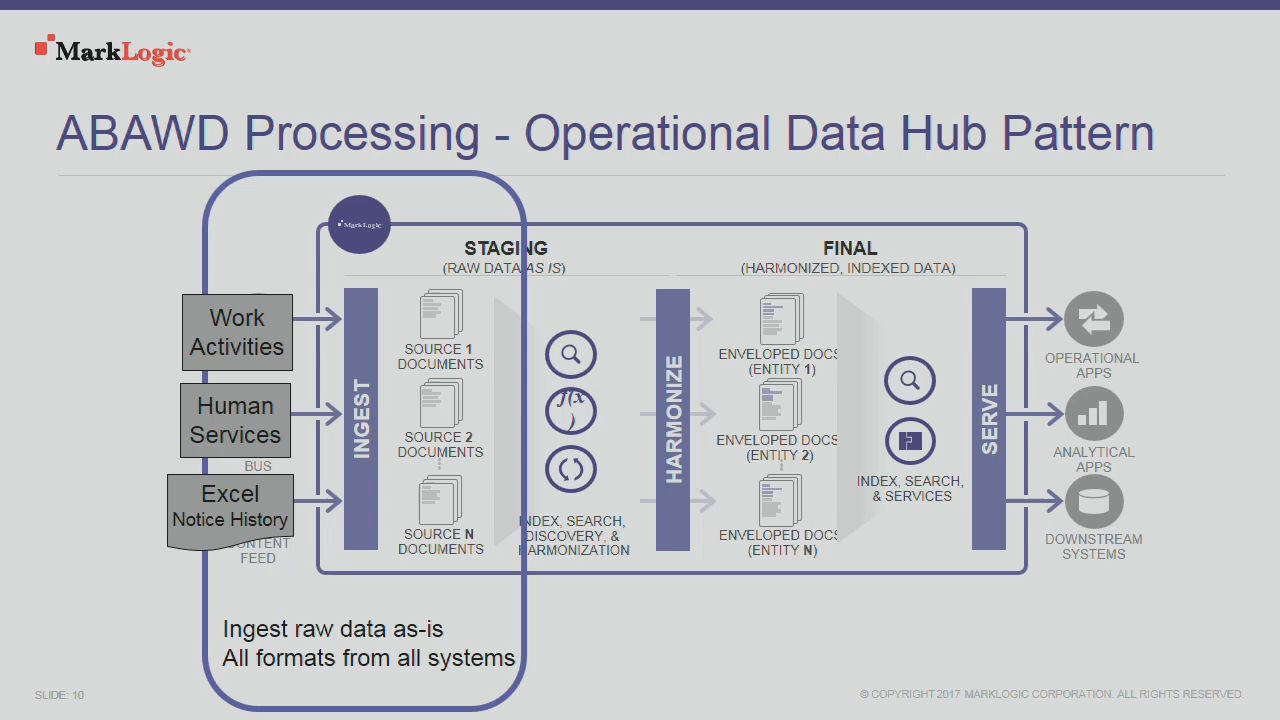 MarkLogic
ABAWD Processing - Operational Data Hub Pattern
MarkLogic
STAGING
(RAW DATA AS IS)
FINAL
(HARMONIZED, INDEXED DATA)
Work
Activities
Human
Services
BUS
Excel
Notice History
CONTENT
FEED
INGEST
SOURCE 1
DOCUMENTS
SOURCE 2
DOCUMENTS
SOURCE N
DOCUMENTS
f(x
)
INDEX, SEARCH,
DISCOVERY, &
HARMONIZATION
HARMONIZE
ENVELOPED DOCS
(ENTITY 1)
ENVELOPED DOCS
(ENTITY 2)
ENVELOPED DOCS
(ENTITY N)
INDEX, SEARCH,
& SERVICES
SERVE
OPERATIONAL
APPS
ANALYTICAL
APPS
DOWNSTREAM
SYSTEMS
Ingest raw data as-is
All formats from all systems
SLIDE: 10
© COPYRIGHT 2017 MARKLOGIC CORPORATION. ALL RIGHTS RESERVED.